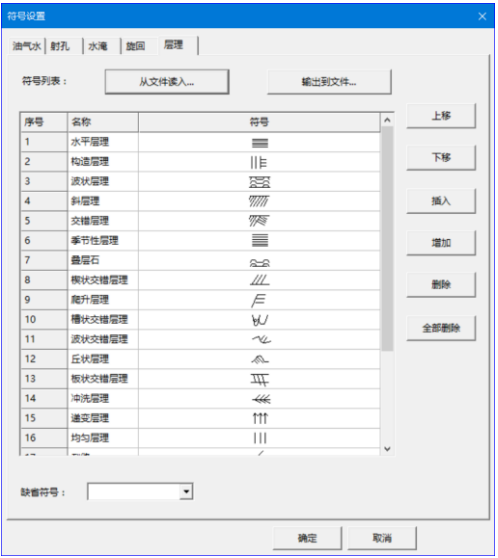 符号设置
油气水 射孔 水淹 旋回 层理
符号列表： 从文件读入... 输出到文件...
序号 名称 符号
1 水平层理
2 构造层理
3 波状层理
4 斜层理
5 交错层理
6 季节性层理
7 叠层石
8 楔状交错层理
9 爬升层理
10 槽状交错层理
11 波状交错层理
12 丘状层理
13 板状交错层理
14 冲洗层理
15 递变层理
16 均匀层理
上移
下移
插入
增加
删除
全部删除
缺省符号：
确定 取消